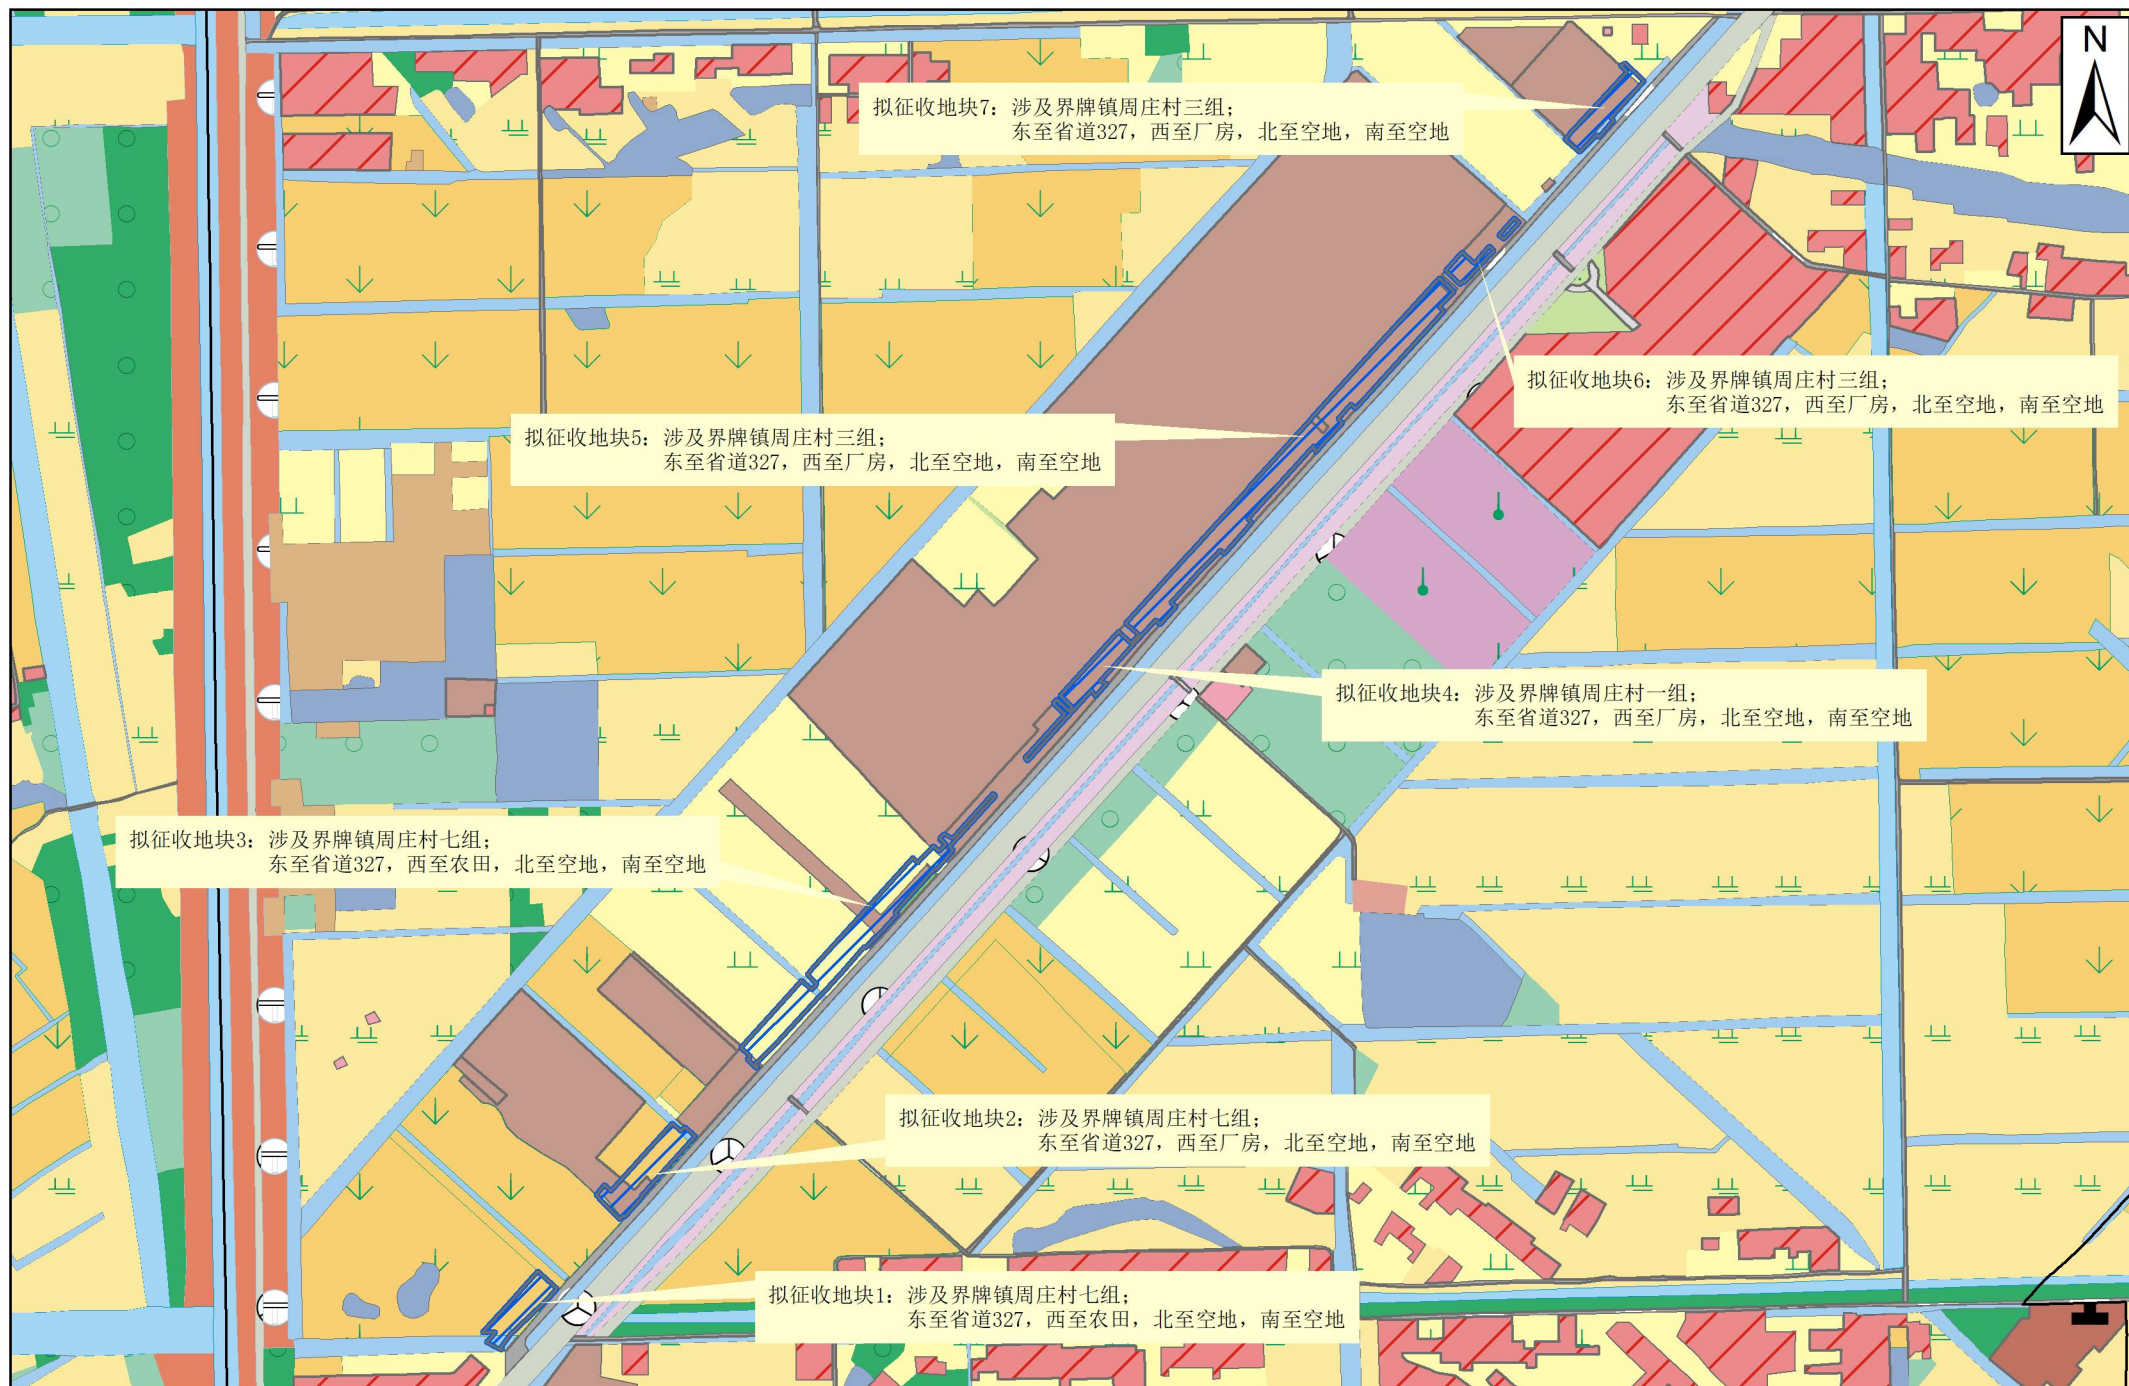 N
拟征收地块7：涉及界牌镇周庄村三组；
东至省道327，西至厂房，北至空地，南至空地
拟征收地块6：涉及界牌镇周庄村三组；
东至省道327，西至厂房，北至空地，南至空地
拟征收地块5：涉及界牌镇周庄村三组；
东至省道327，西至厂房，北至空地，南至空地
拟征收地块4：涉及界牌镇周庄村一组；
东至省道327，西至厂房，北至空地，南至空地
拟征收地块3：涉及界牌镇周庄村七组；
东至省道327，西至农田，北至空地，南至空地
拟征收地块2：涉及界牌镇周庄村七组；
东至省道327，西至厂房，北至空地，南至空地
拟征收地块1：涉及界牌镇周庄村七组；
东至省道327，西至农田，北至空地，南至空地